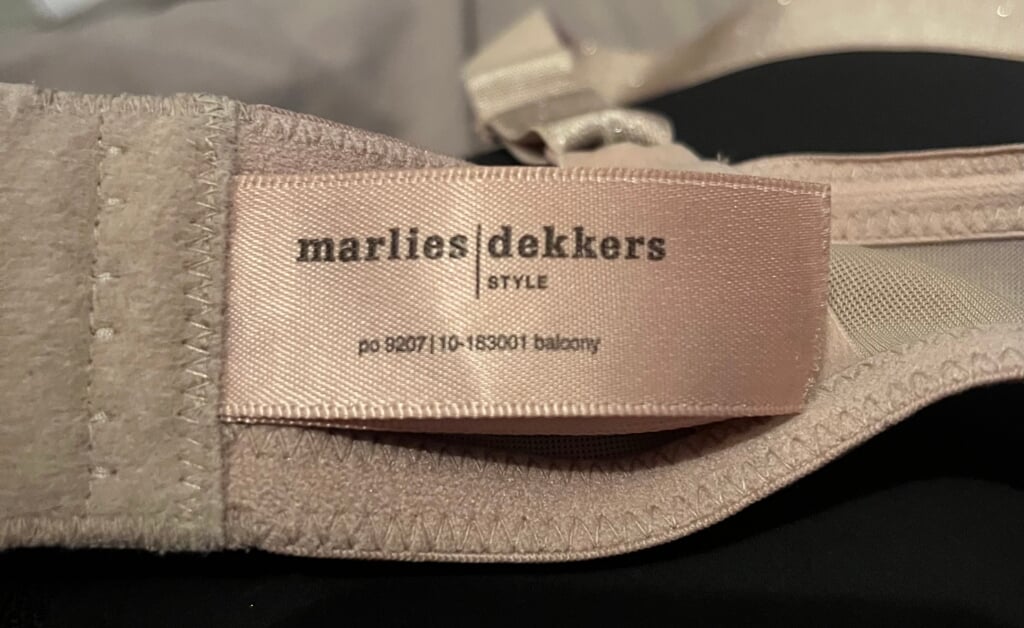 marlies|dekkers
STYLE
po 9207|10-183001 balcony